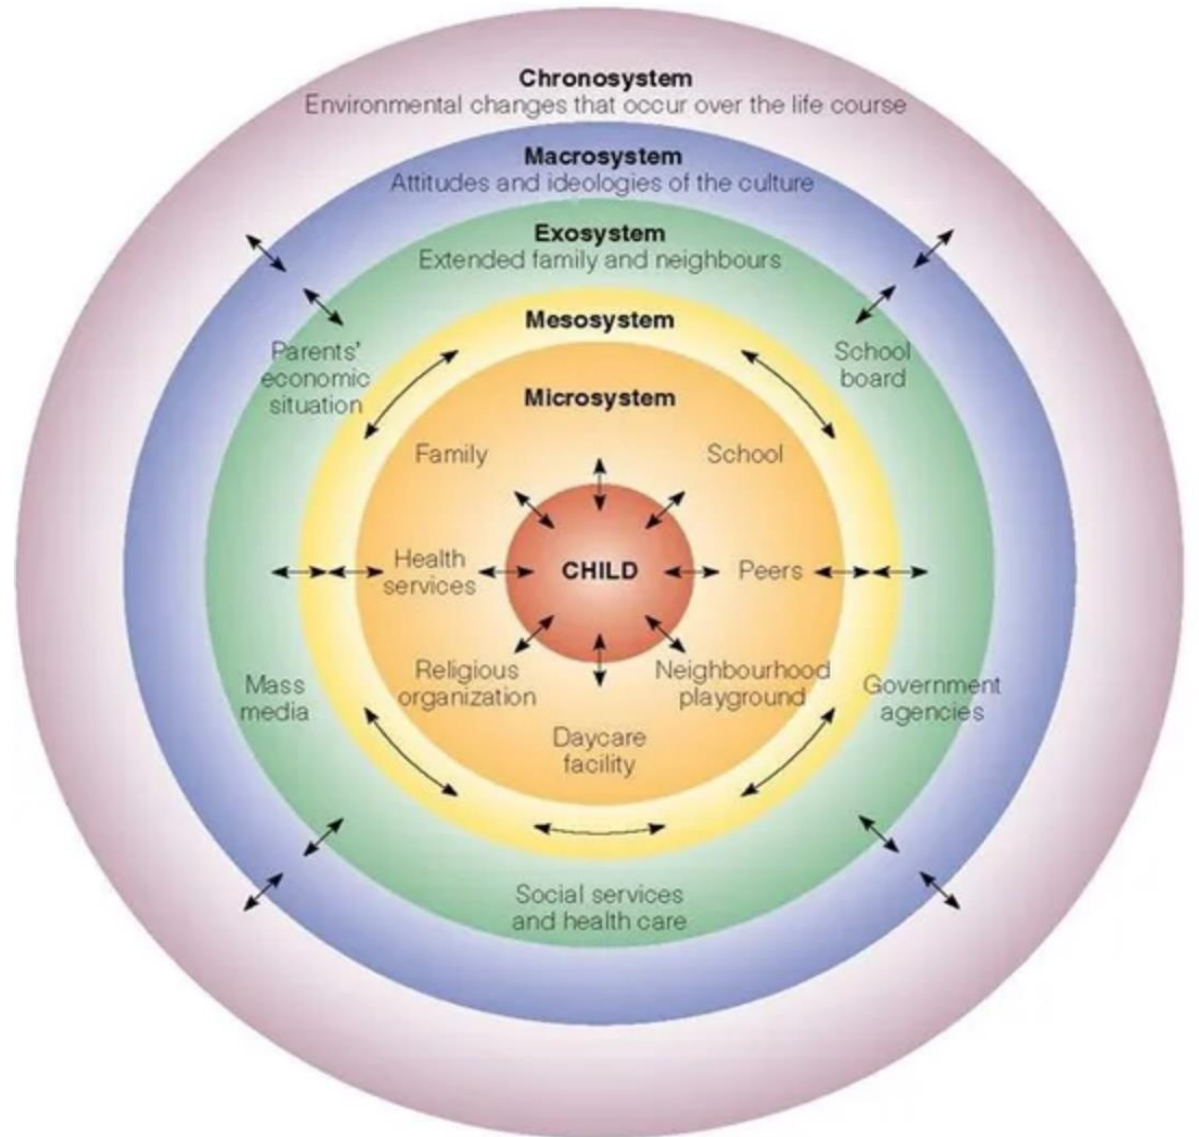 Chronosystem
Environmental changes that occur over the life course
Macrosystem
Attitudes and ideologies of the culture
Exosystem
Extended family and neighbours
Mesosystem
Parents'
economic
situation
School
board
Microsystem
Family
School
Health
services
CHILD
Peers
Religious
organization
Neighbourhood
playground
Mass
media
Government
agencies
Daycare
facility
Social services
and health care